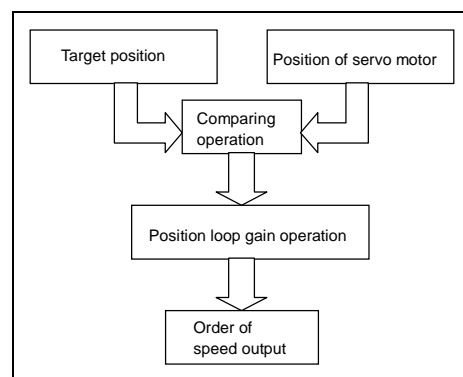 Target position
Position of servo motor
Comparing
operation
Position loop gain operation
Order of
speed output